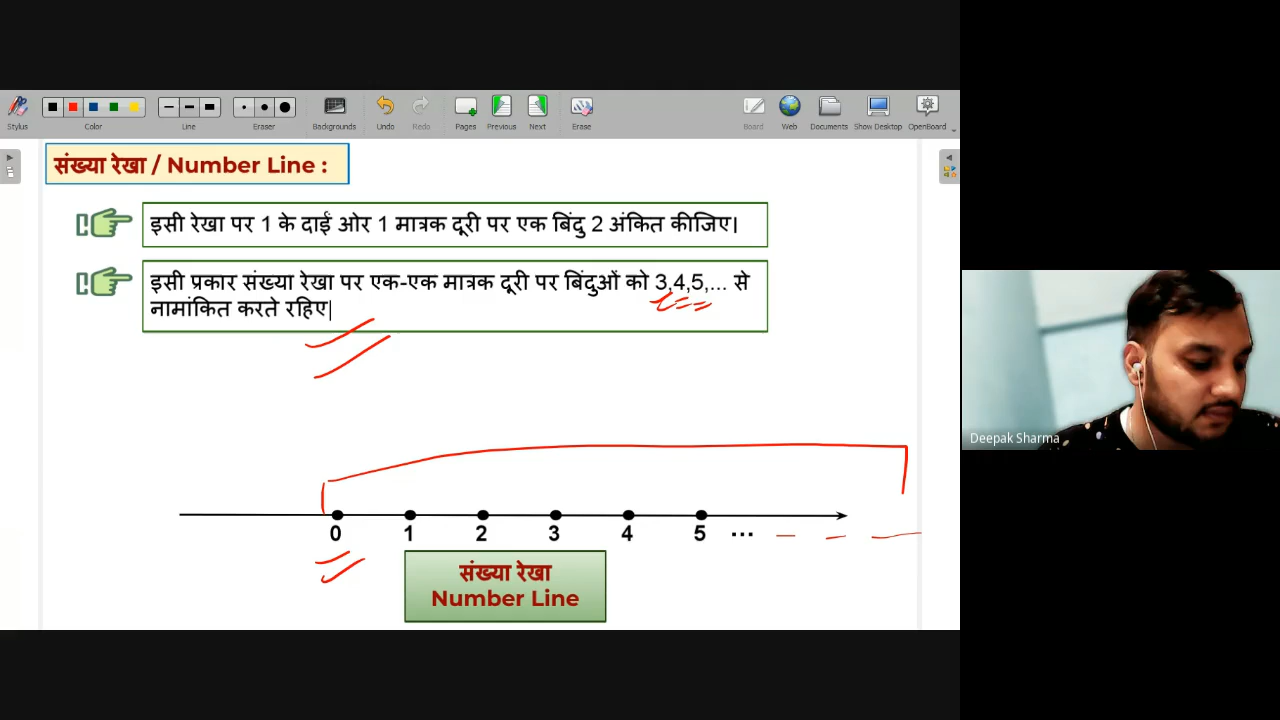 Stylus Color Line Eraser Backgrounds Undo Redo Pages Previous Next Erase Board Web Documents Show Desktop OpenBoard
संख्या रेखा / Number Line :
इसी रेखा पर 1 के दाईं ओर 1 मात्रक दूरी पर एक बिंदु 2 अंकित कीजिए।
इसी प्रकार संख्या रेखा पर एक-एक मात्रक दूरी पर बिंदुओं को 3,4,5,... से
नामांकित करते रहिए|
Deepak Sharma
0 1 2 3 4 5 ...
संख्या रेखा
Number Line